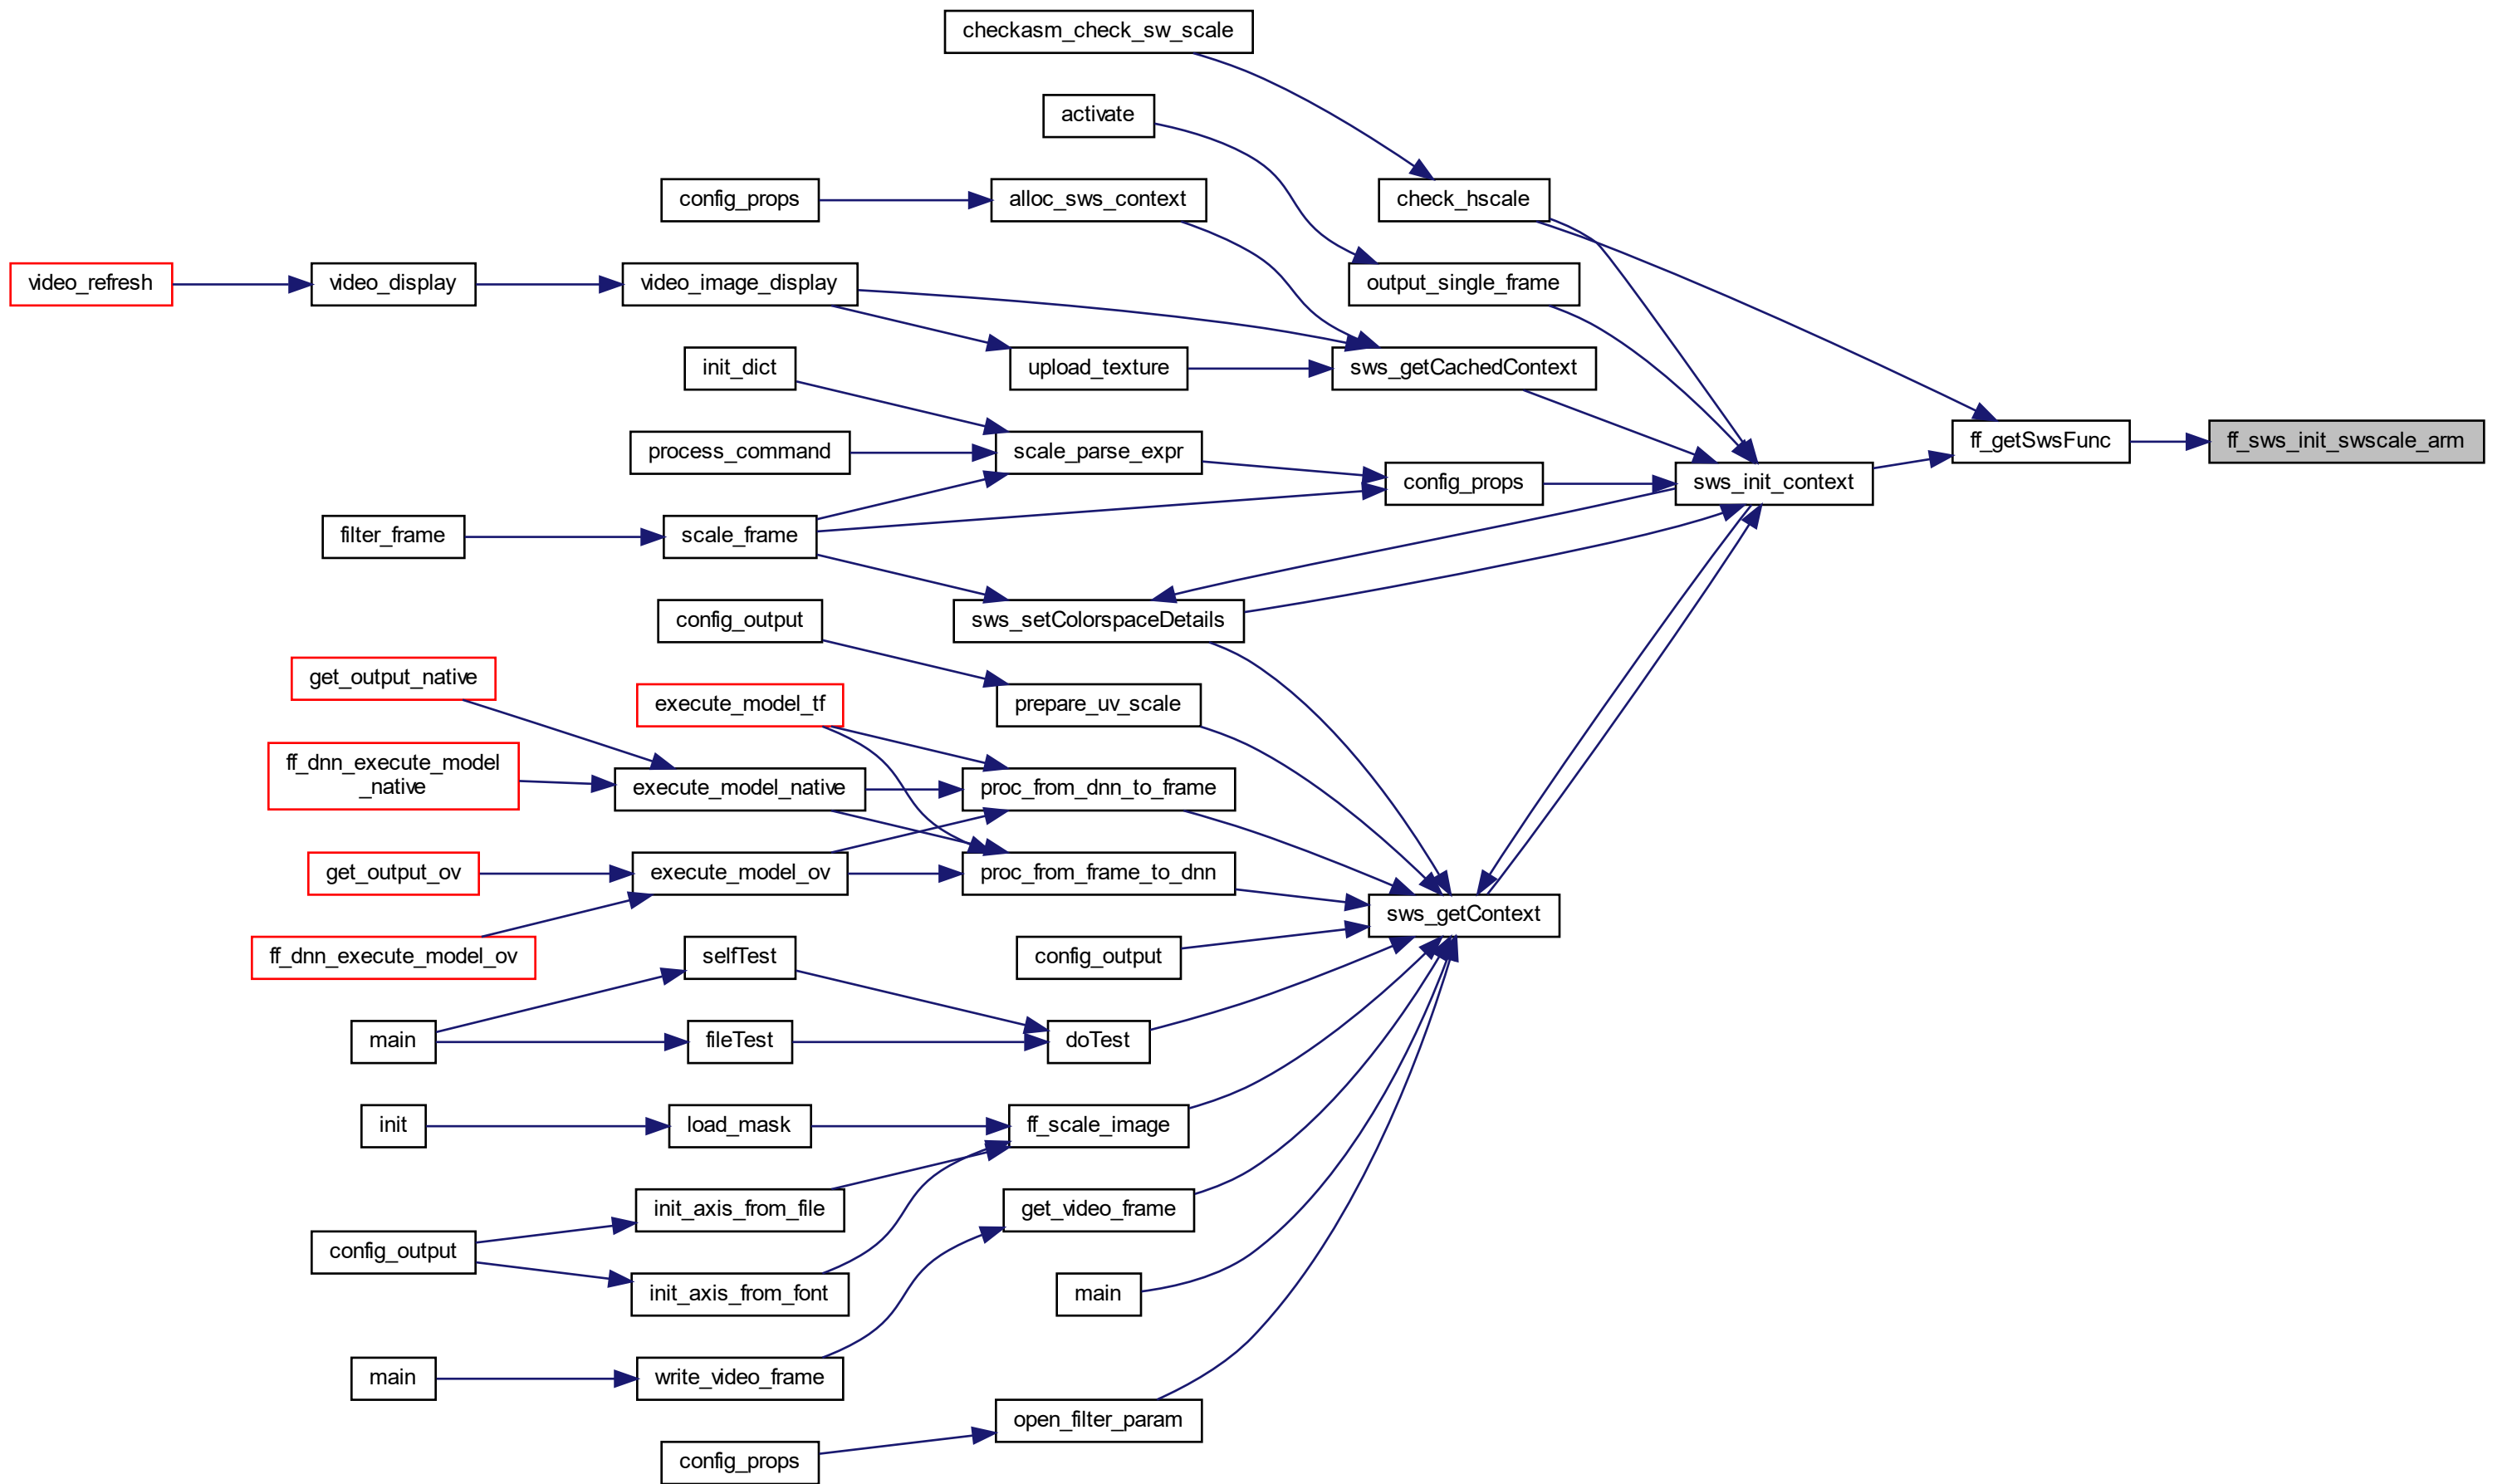 checkasm_check_sw_scale
activate
config_props
alloc_sws_context
check_hscale
video_refresh
video_display
video_image_display
output_single_frame
init_dict
upload_texture
sws_getCachedContext
process_command
scale_parse_expr
ff_getSwsFunc
ff_sws_init_swscale_arm
config_props
sws_init_context
filter_frame
scale_frame
config_output
sws_setColorspaceDetails
get_output_native
execute_model_tf
prepare_uv_scale
ff_dnn_execute_model
_native
execute_model_native
proc_from_dnn_to_frame
get_output_ov
execute_model_ov
proc_from_frame_to_dnn
sws_getContext
ff_dnn_execute_model_ov
selfTest
config_output
main
fileTest
doTest
init
load_mask
ff_scale_image
init_axis_from_file
get_video_frame
config_output
init_axis_from_font
main
main
write_video_frame
open_filter_param
config_props